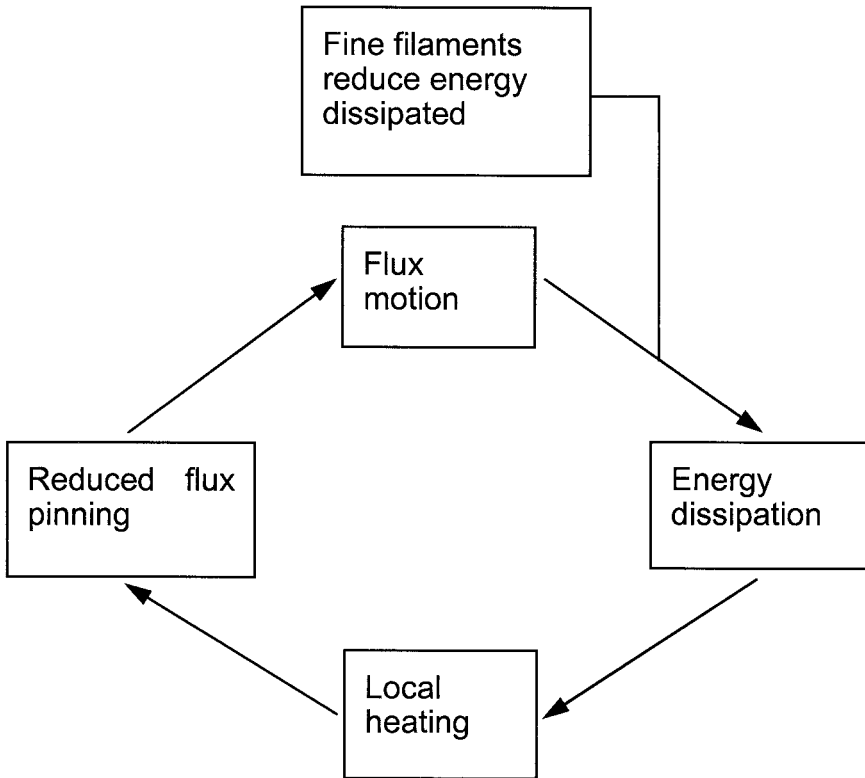 Fine filaments
reduce energy
dissipated
Flux
motion
Reduced flux
pinning
Energy
dissipation
Local
heating